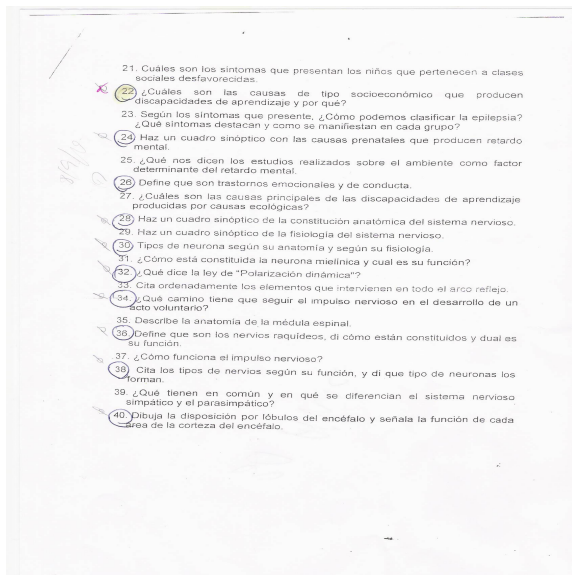 21. Cuáles son los síntomas que presentan los niños que pertenecen a clases
sociales desfavorecidas.
22 ¿Cuáles son las causas de tipo socioeconómico que producen
discapacidades de aprendizaje y por qué?
23. Según los síntomas que presente, ¿Cómo podemos clasificar la epilepsia?
¿Qué síntomas destacan y como se manifiestan en cada grupo?
24. Haz un cuadro sinóptico con las causas prenatales que producen retardo
mental.
25. ¿Qué nos dicen los estudios realizados sobre el ambiente como factor
determinante del retardo mental.
26. Define que son trastornos emocionales y de conducta.
27. ¿Cuáles son las causas principales de las discapacidades de aprendizaje
producidas por causas ecológicas?
28. Haz un cuadro sinóptico de la constitución anatómica del sistema nervioso.
29. Haz un cuadro sinóptico de la fisiología del sistema nervioso.
30. Tipos de neurona según su anatomía y según su fisiología.
31. ¿Cómo está constituida la neurona mielínica y cual es su función?
32. ¿Qué dice la ley de "Polarización dinámica"?
33. Cita ordenadamente los elementos que intervienen en todo el arco reflejo.
34. ¿Qué camino tiene que seguir el impulso nervioso en el desarrollo de un
acto voluntario?
35. Describe la anatomía de la médula espinal.
36. Define que son los nervios raquídeos, di cómo están constituidos y dual es
su función.
37. ¿Cómo funciona el impulso nervioso?
38. Cita los tipos de nervios según su función, y di que tipo de neuronas los
forman.
39. ¿Qué tienen en común y en qué se diferencian el sistema nervioso
simpático y el parasimpático?
40. Dibuja la disposición por lóbulos del encéfalo y señala la función de cada
área de la corteza del encéfalo.